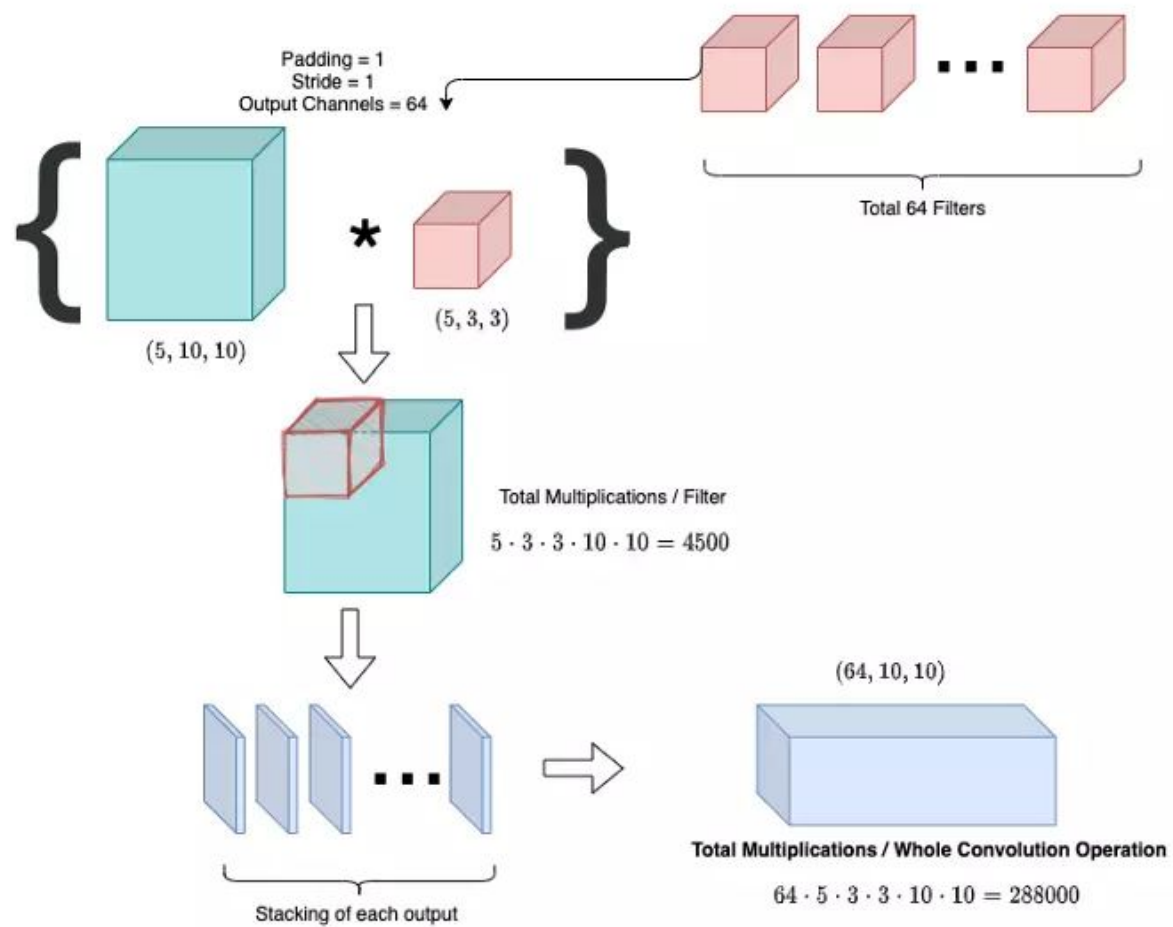 Padding = 1
Stride = 1
Output Channels = 64
Total 64 Filters
*
(5, 3, 3)
(5, 10, 10)
Total Multiplications / Filter
5 · 3 · 3 · 10 · 10 = 4500
(64, 10, 10)
Total Multiplications / Whole Convolution Operation
64 · 5 · 3 · 3 · 10 · 10 = 288000
Stacking of each output